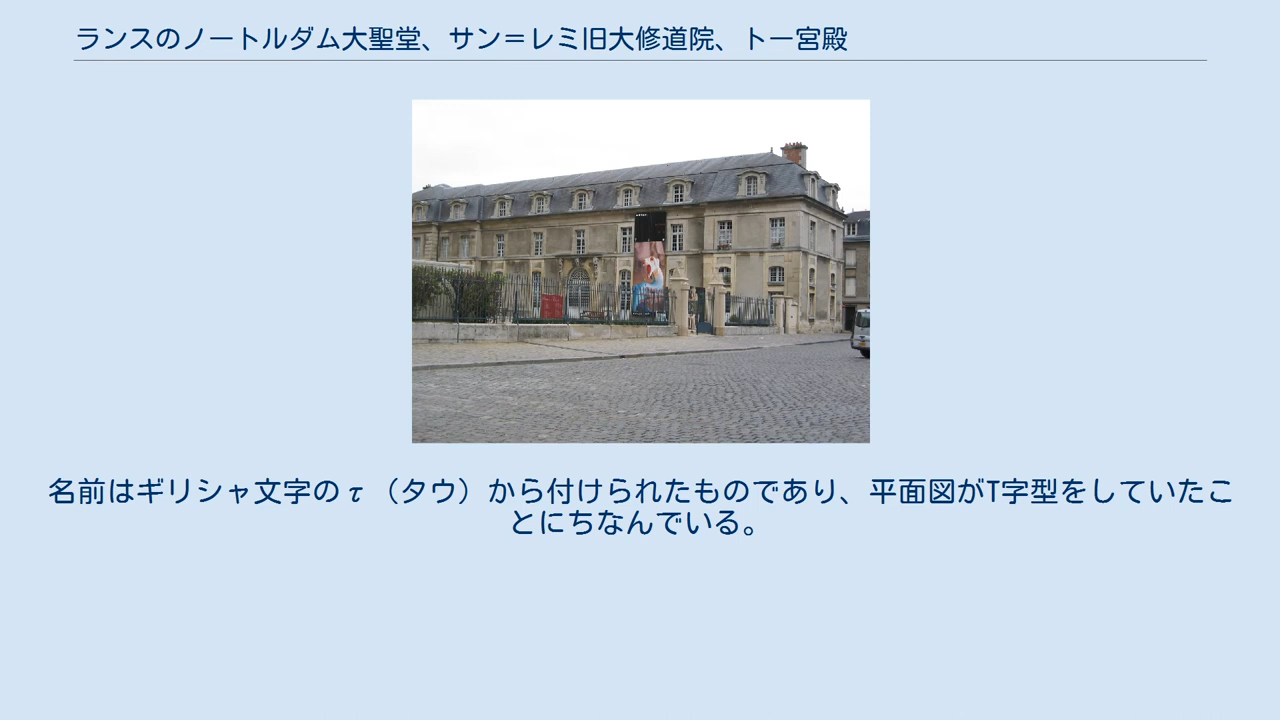 ランスのノートルダム大聖堂、サン＝レミ旧大修道院、トー宮殿
名前はギリシャ文字のτ（タウ）から付けられたものであり、平面図がT字型をしていたこ
とにちなんでいる。